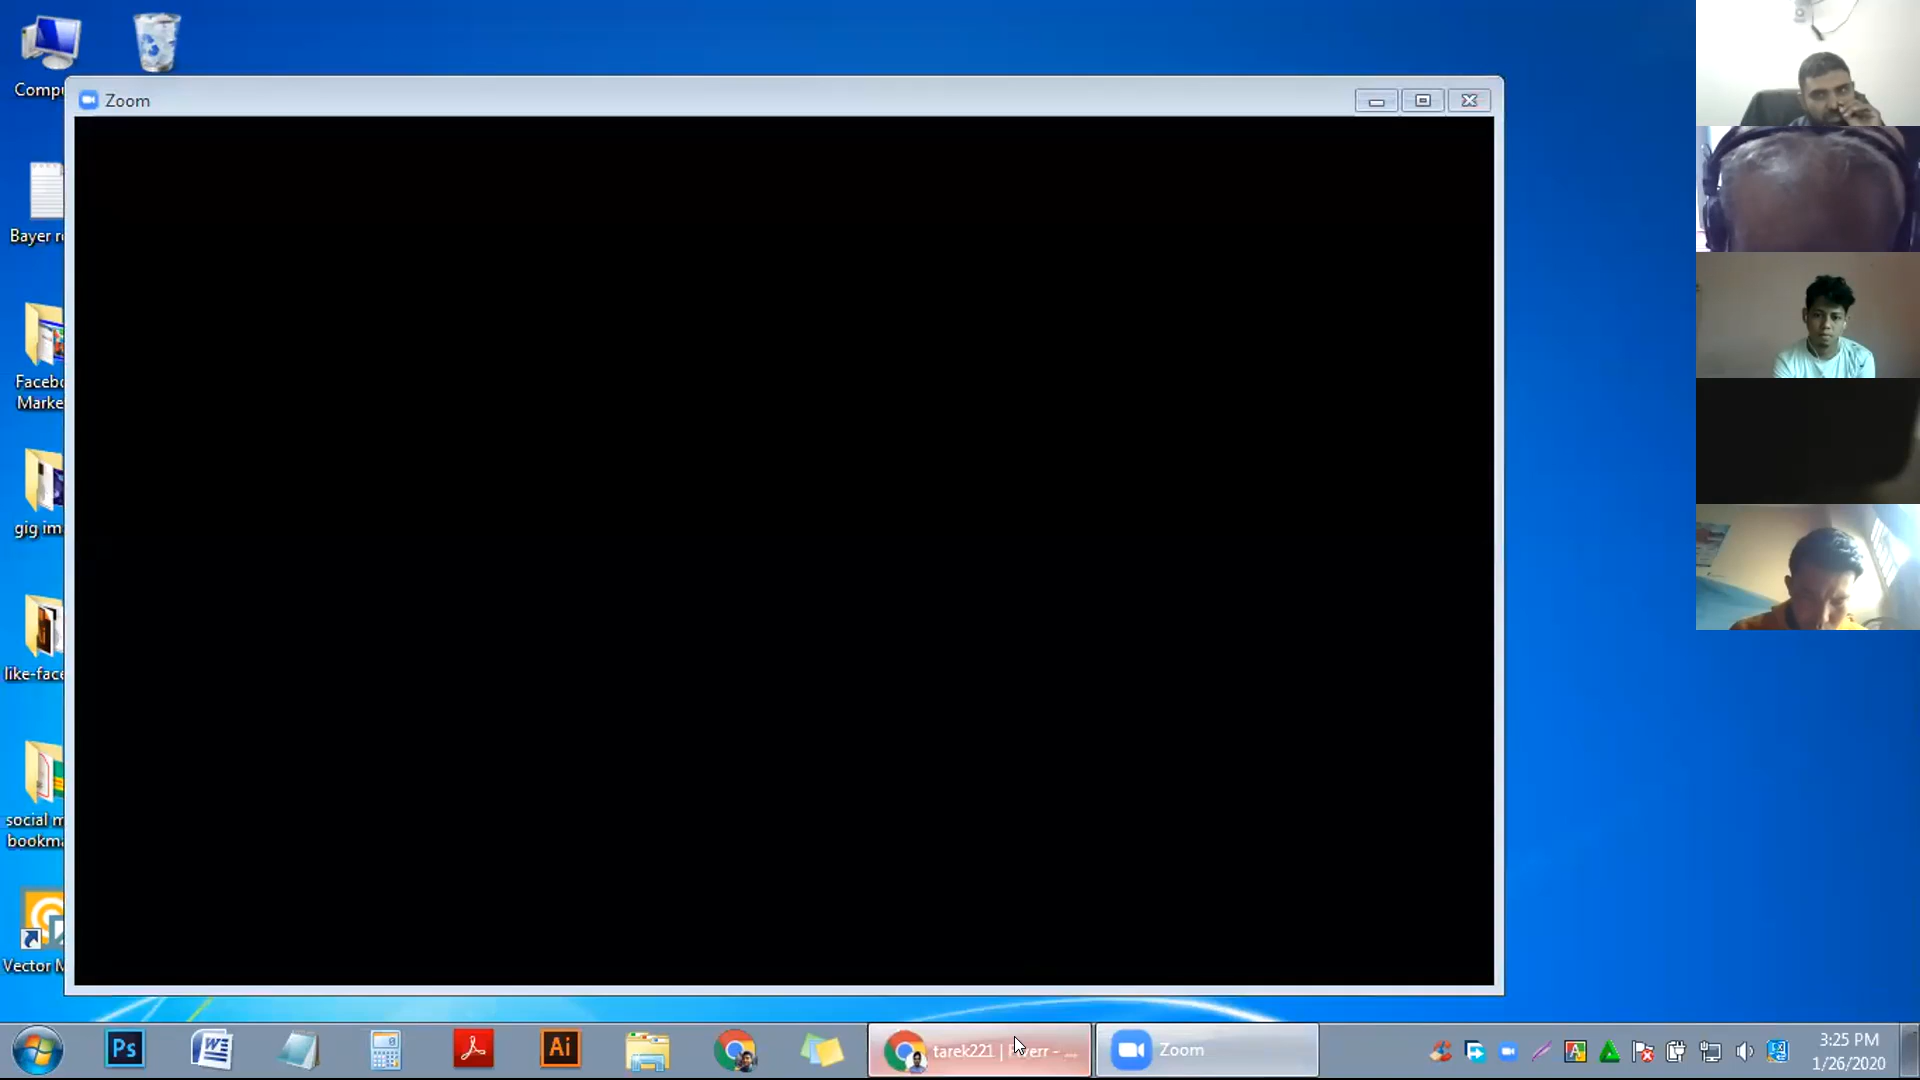 Compu
Zoom
Bayer r
Facebo
Marke
gig im
like-face
social m
bookma
Vector M
Ps
W
Ai
tarek221 |
Zoom
3:25 PM
1/26/2020